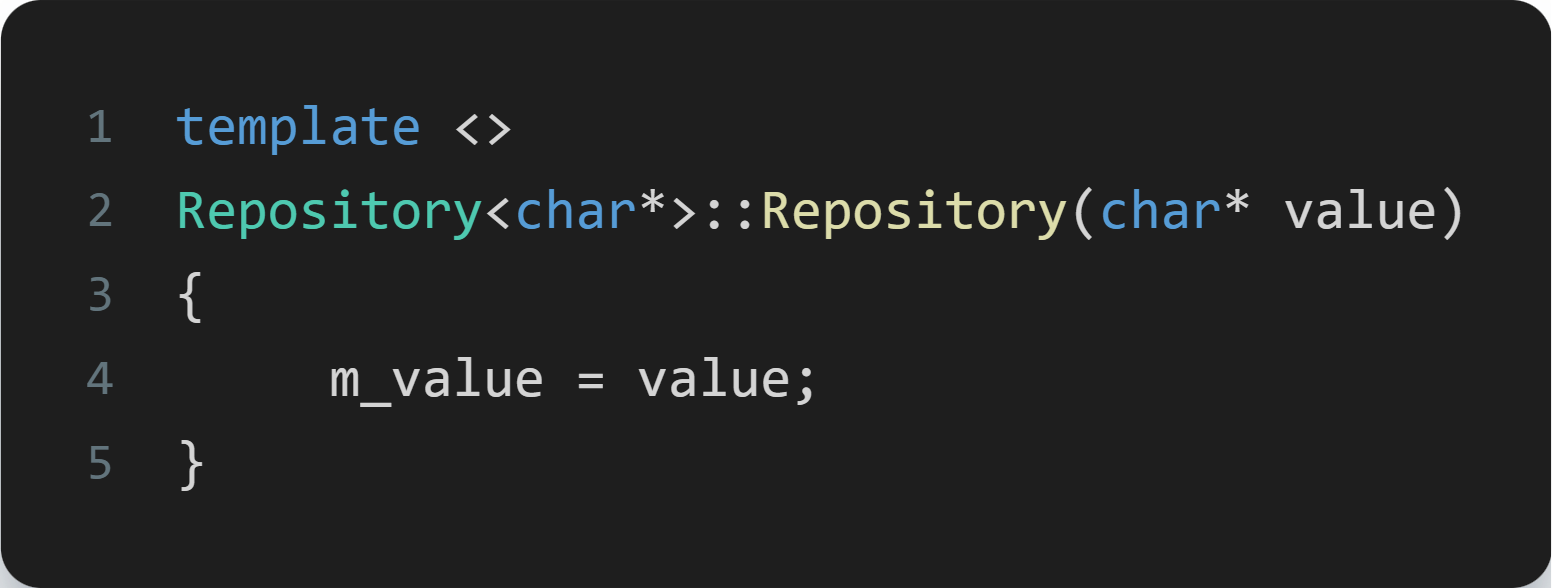 1 template <>
2 Repository<char*>::Repository(char* value)
3 {
4     m_value = value;
5 }